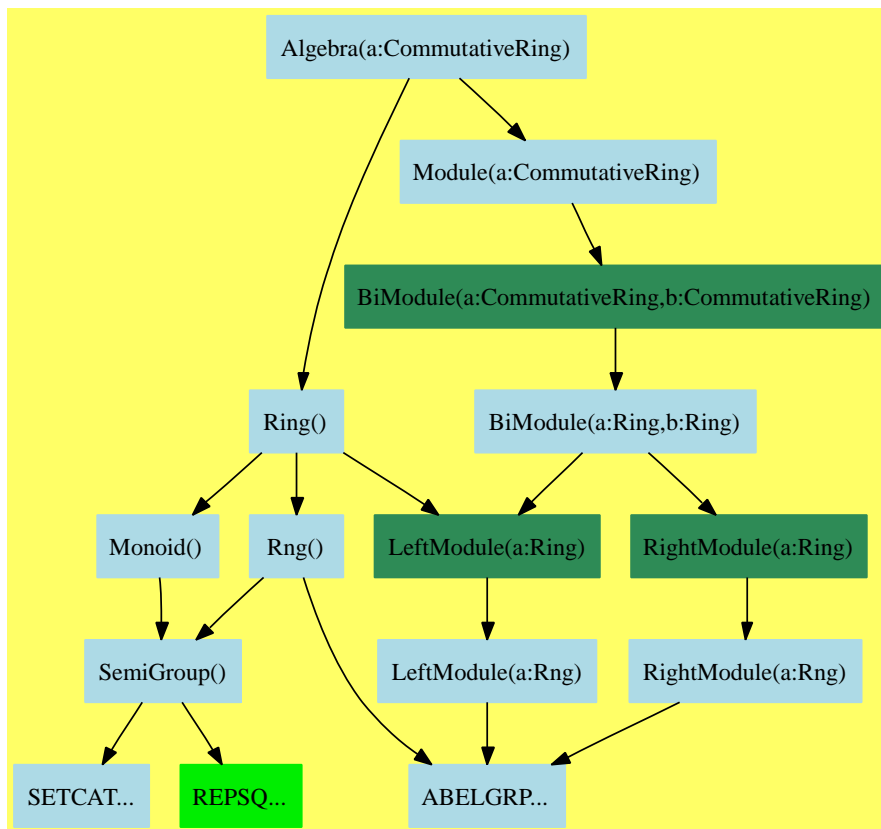 Algebra(a:CommutativeRing)
Module(a:CommutativeRing)
BiModule(a:CommutativeRing,b:CommutativeRing)
Ring()
BiModule(a:Ring,b:Ring)
Monoid()
Rng()
LeftModule(a:Ring)
RightModule(a:Ring)
SemiGroup()
LeftModule(a:Rng)
RightModule(a:Rng)
SETCAT...
REPSQ...
ABELGRP...